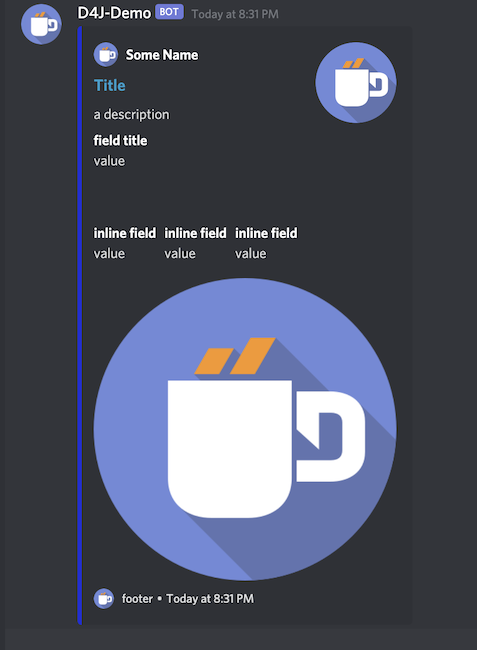 D4J-Demo BOT Today at 8:31 PM
Some Name
Title
a description
field title
value
inline field inline field inline field
value value value
footer • Today at 8:31 PM